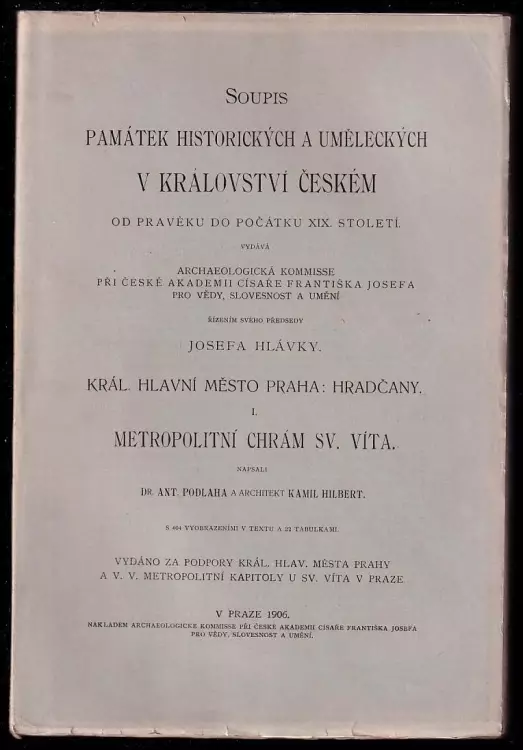 SOUPIS
PAMÁTEK HISTORICKÝCH A UMĚLECKÝCH
V KRÁLOVSTVÍ ČESKÉM
OD PRAVĚKU DO POČÁTKU XIX. STOLETÍ.
VYDÁVÁ
ARCHAEOLOGICKÁ KOMMISSE
PŘI ČESKÉ AKADEMII CÍSAŘE FRANTIŠKA JOSEFA
PRO VĚDY, SLOVESNOST A UMĚNÍ
ŘÍZENÍM SVÉHO PŘEDSEDY
JOSEFA HLÁVKY.
KRÁL. HLAVNÍ MĚSTO PRAHA: HRADČANY.
I.
METROPOLITNÍ CHRÁM SV. VÍTA.
NAPSALI
DR. ANT. PODLAHA A ARCHITEKT KAMIL HILBERT.
S 404 VYOBRAZENÍMI V TEXTU A 22 TABULKAMI.
VYDÁNO ZA PODPORY KRÁL. HLAV. MĚSTA PRAHY
A V. V. METROPOLITNÍ KAPITOLY U SV. VÍTA V PRAZE.
V PRAZE 1906.
NÁKLADEM ARCHAEOLOGICKÉ KOMMISSE PŘI ČESKÉ AKADEMII CÍSAŘE FRANTIŠKA JOSEFA
PRO VĚDY, SLOVESNOST A UMĚNÍ.